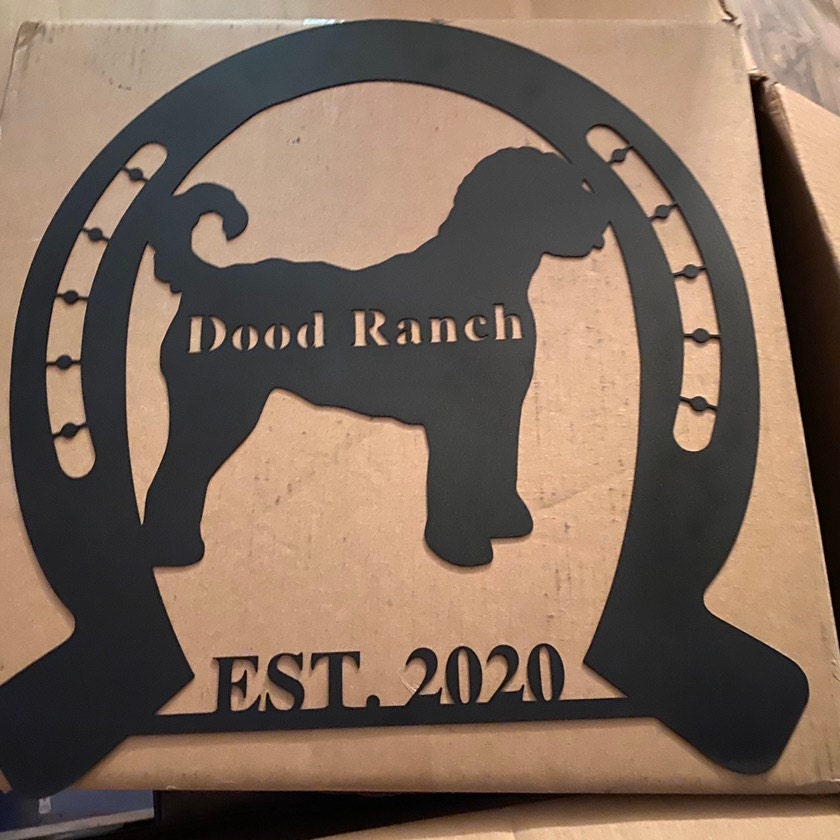 Dood Ranch
EST. 2020